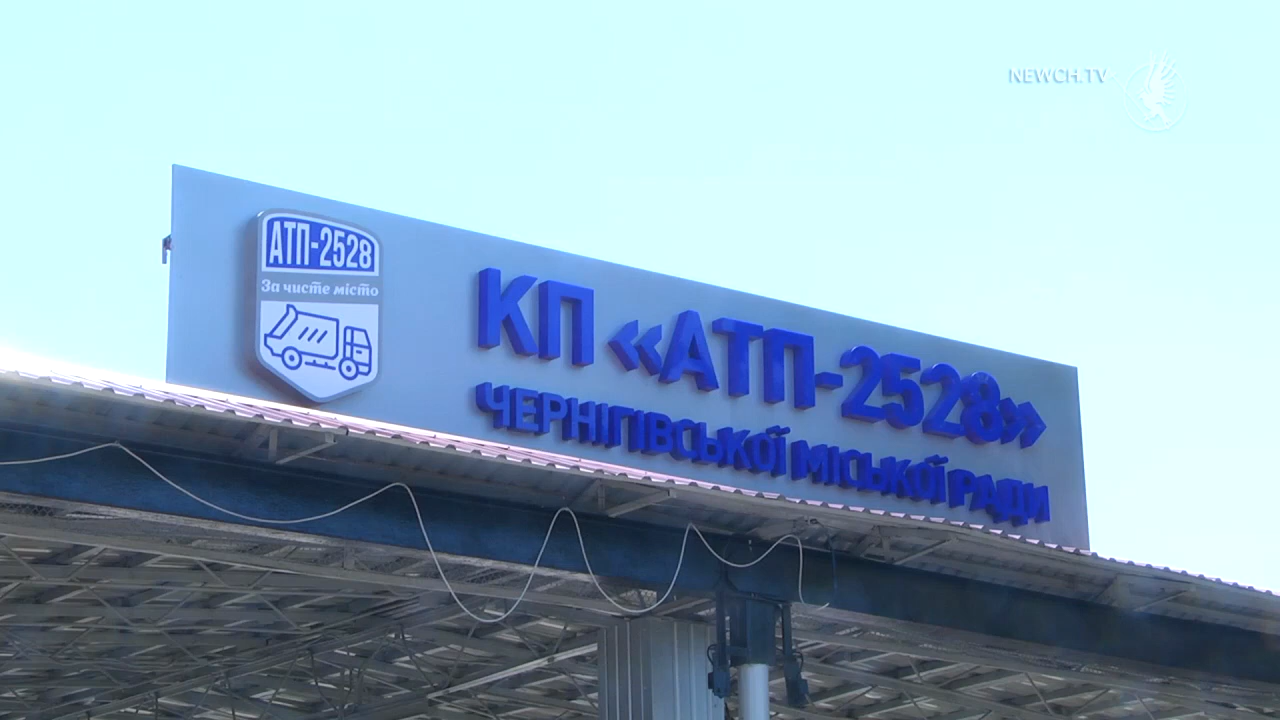 NEWCH.TV
АТП-2528
За чисте місто
КП «АТП-2528»
ЧЕРНІГІВСЬКОЇ МІСЬКОЇ РАДИ